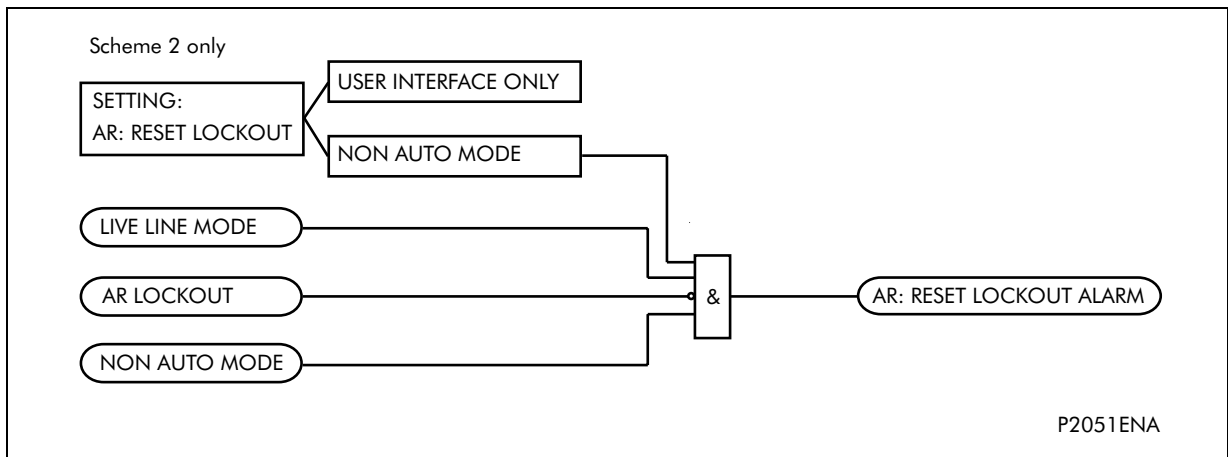 Scheme 2 only
USER INTERFACE ONLY
SETTING:
AR: RESET LOCKOUT
NON AUTO MODE
LIVE LINE MODE
AR LOCKOUT
&
AR: RESET LOCKOUT ALARM
NON AUTO MODE
P2051ENA